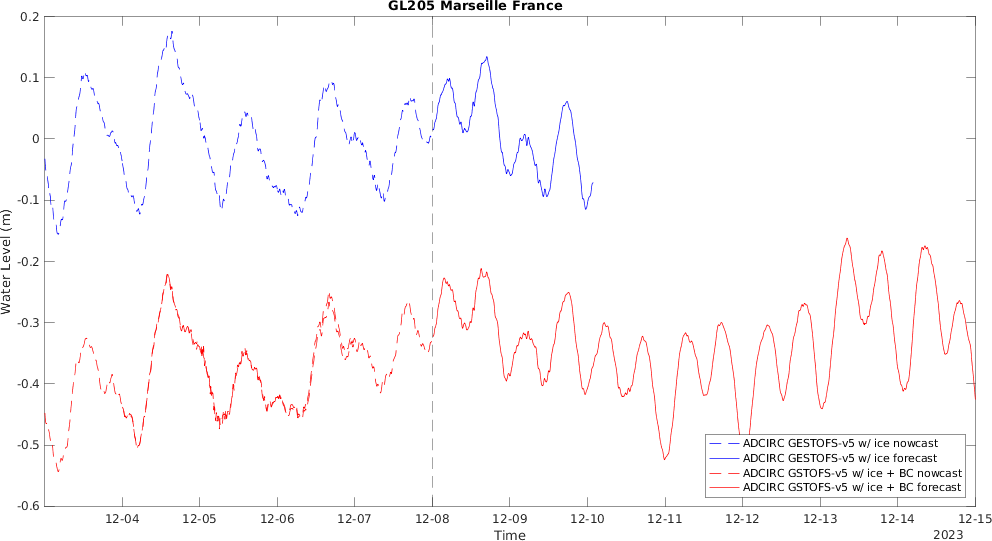 GL205 Marseille France
0.2
0.1
0
-0.1
-0.2
-0.3
-0.4
-0.5
-0.6
Water Level (m)
12-04 12-05 12-06 12-07 12-08 12-09 12-10 12-11 12-12 12-13 12-14 12-15
Time
2023
ADCIRC GESTOFS-v5 w/ ice nowcast
ADCIRC GESTOFS-v5 w/ ice forecast
ADCIRC GSTOFS-v5 w/ ice + BC nowcast
ADCIRC GSTOFS-v5 w/ ice + BC forecast